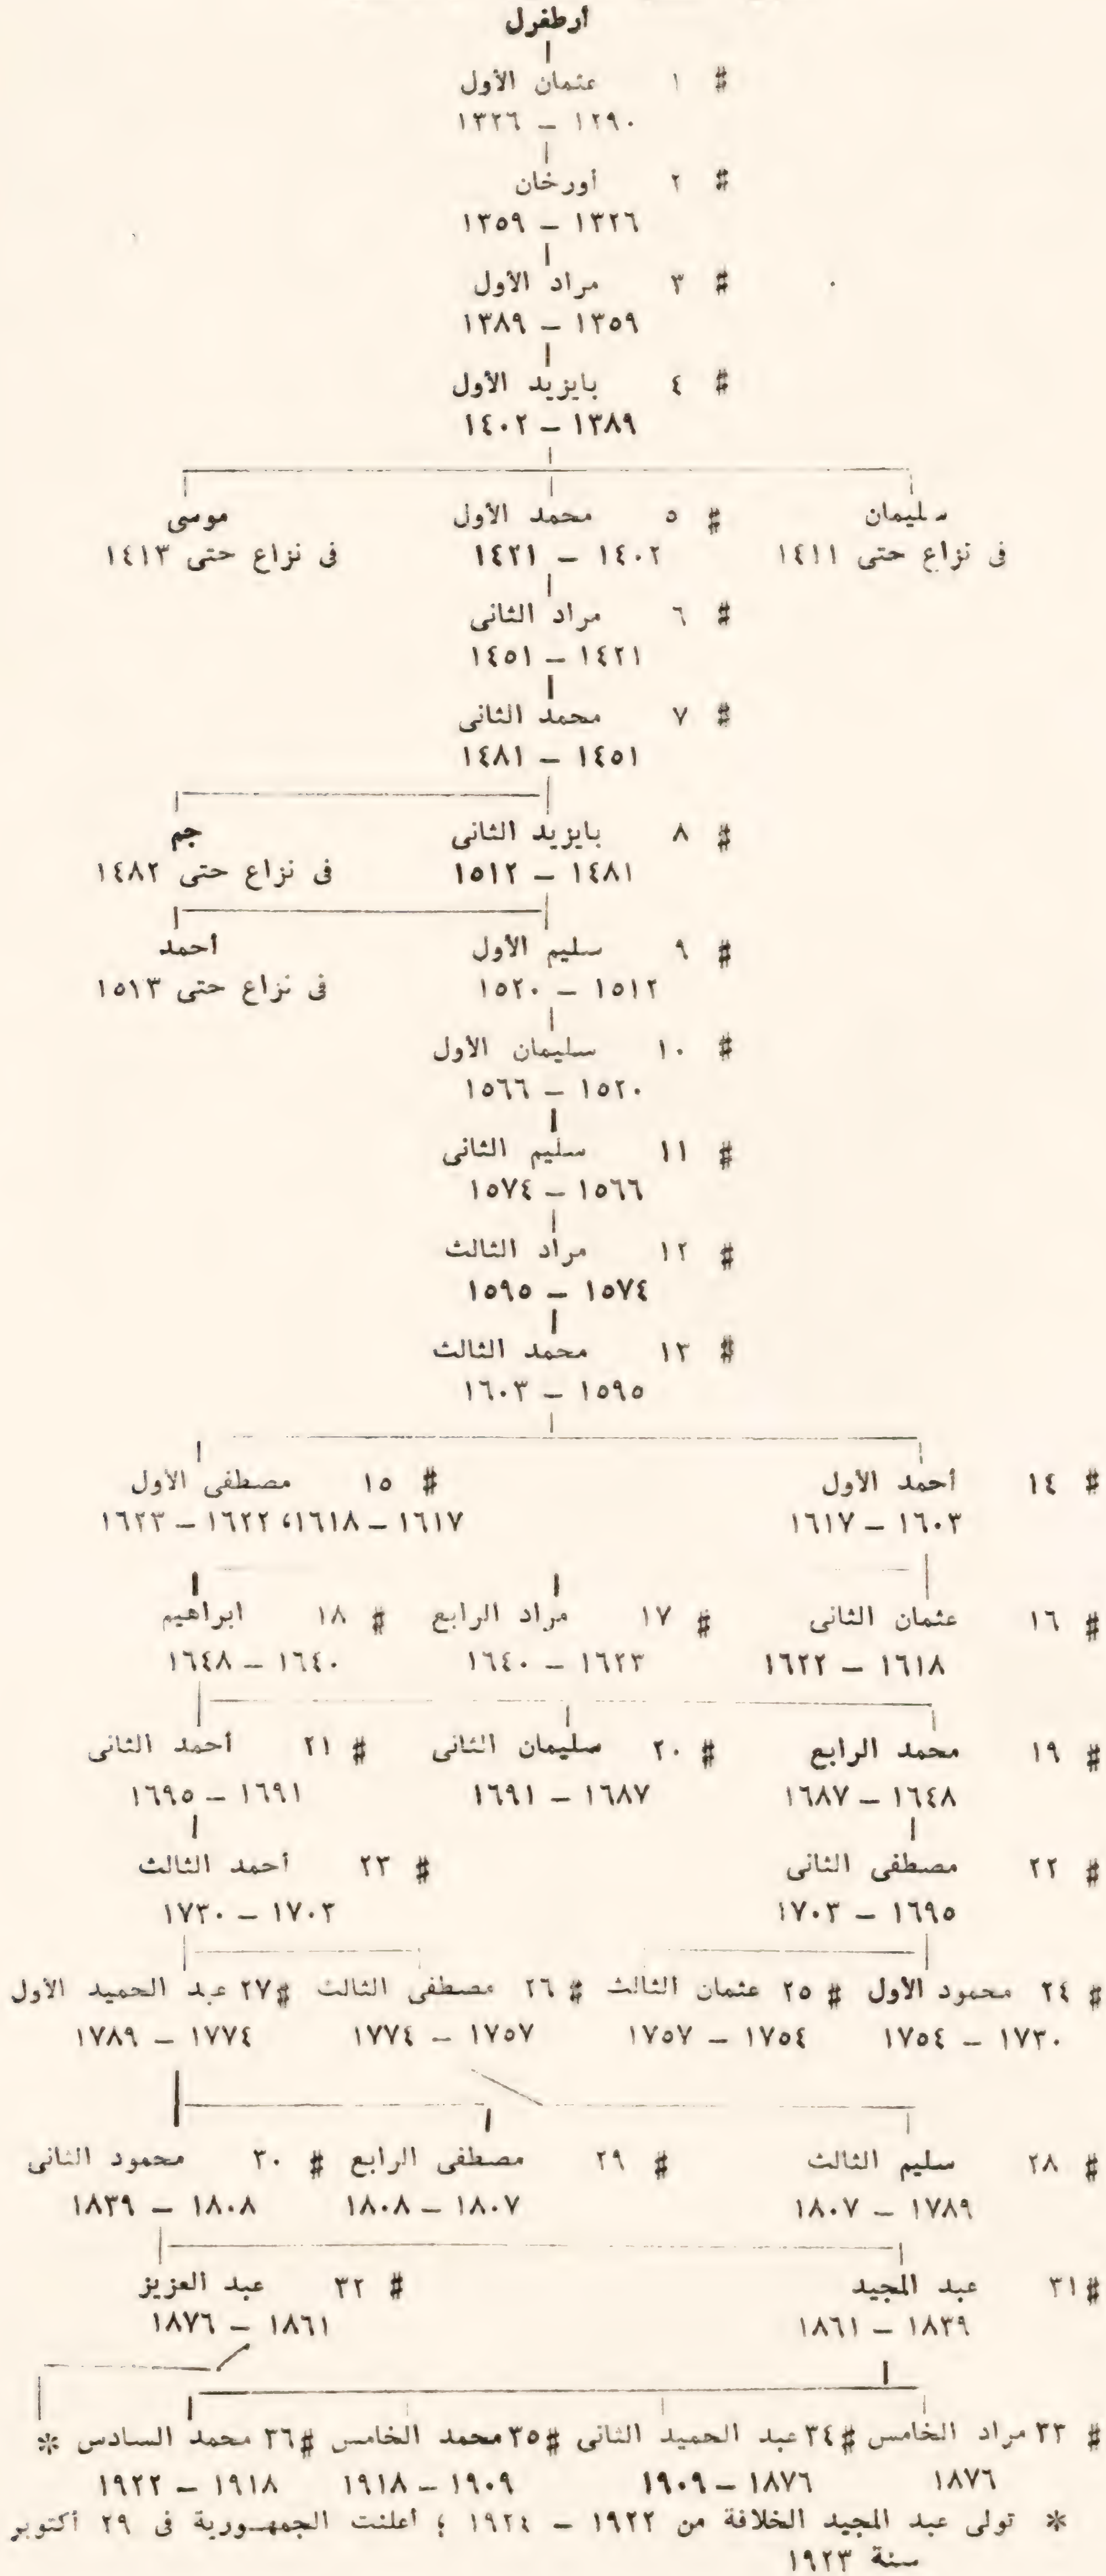 أرطغرل
# ١ عثمان الأول
١٢٩٠ – ١٣٢٦
# ٢ أورخان
١٣٢٦ – ١٣٥٩
# ٣ مراد الأول
١٣٥٩ – ١٣٨٩
# ٤ بايزيد الأول
١٣٨٩ – ١٤٠٢
سليمان # ٥ محمد الأول موسى
فى نزاع حتى ١٤١١ ١٤٠٢ – ١٤٢١ فى نزاع حتى ١٤١٣
# ٦ مراد الثانى
١٤٢١ – ١٤٥١
# ٧ محمد الثانى
١٤٥١ – ١٤٨١
# ٨ بايزيد الثانى جم
١٤٨١ – ١٥١٢ فى نزاع حتى ١٤٨٢
# ٩ سليم الأول أحمد
١٥١٢ – ١٥٢٠ فى نزاع حتى ١٥١٣
# ١٠ سليمان الأول
١٥٢٠ – ١٥٦٦
# ١١ سليم الثانى
١٥٦٦ – ١٥٧٤
# ١٢ مراد الثالث
١٥٧٤ – ١٥٩٥
# ١٣ محمد الثالث
١٥٩٥ – ١٦٠٣
# ١٤ أحمد الأول # ١٥ مصطفى الأول
١٦٠٣ – ١٦١٧ ١٦١٧ – ١٦١٨، ١٦٢٢ – ١٦٢٣
# ١٦ عثمان الثانى # ١٧ مراد الرابع # ١٨ ابراهيم
١٦١٨ – ١٦٢٢ ١٦٢٣ – ١٦٤٠ ١٦٤٠ – ١٦٤٨
# ١٩ محمد الرابع # ٢٠ سليمان الثانى # ٢١ أحمد الثانى
١٦٤٨ – ١٦٨٧ ١٦٨٧ – ١٦٩١ ١٦٩١ – ١٦٩٥
# ٢٢ مصطفى الثانى # ٢٣ أحمد الثالث
١٦٩٥ – ١٧٠٣ ١٧٠٣ – ١٧٣٠
# ٢٤ محمود الأول # ٢٥ عثمان الثالث # ٢٦ مصطفى الثالث # ٢٧ عبد الحميد الأول
١٧٣٠ – ١٧٥٤ ١٧٥٤ – ١٧٥٧ ١٧٥٧ – ١٧٧٤ ١٧٧٤ – ١٧٨٩
# ٢٨ سليم الثالث # ٢٩ مصطفى الرابع # ٣٠ محمود الثانى
١٧٨٩ – ١٨٠٧ ١٨٠٧ – ١٨٠٨ ١٨٠٨ – ١٨٣٩
# ٣١ عبد المجيد # ٣٢ عبد العزيز
١٨٣٩ – ١٨٦١ ١٨٦١ – ١٨٧٦
# ٣٣ مراد الخامس # ٣٤ عبد الحميد الثانى # ٣٥ محمد الخامس # ٣٦ محمد السادس *
١٨٧٦ ١٨٧٦ – ١٩٠٩ ١٩٠٩ – ١٩١٨ ١٩١٨ – ١٩٢٢
* تولى عبد المجيد الخلافة من ١٩٢٢ – ١٩٢٤ ؛ أعلنت الجمهورية فى ٢٩ أكتوبر
سنة ١٩٢٣